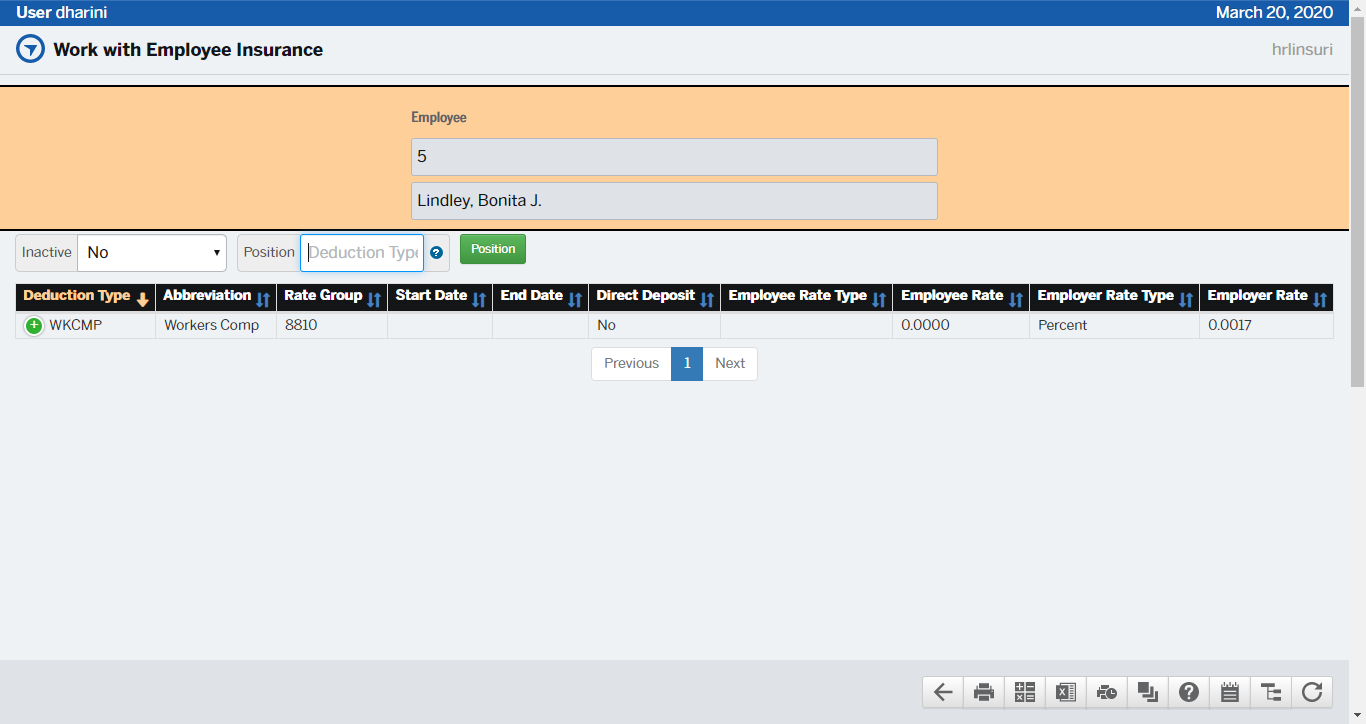 User dharini March 20, 2020
Work with Employee Insurance hrlinsuri
Employee
5
Lindley, Bonita J.
Inactive No Position Deduction Type Position
Deduction Type Abbreviation Rate Group Start Date End Date Direct Deposit Employee Rate Type Employee Rate Employer Rate Type Employer Rate
WKCMP Workers Comp 8810 No 0.0000 Percent 0.0017
Previous 1 Next